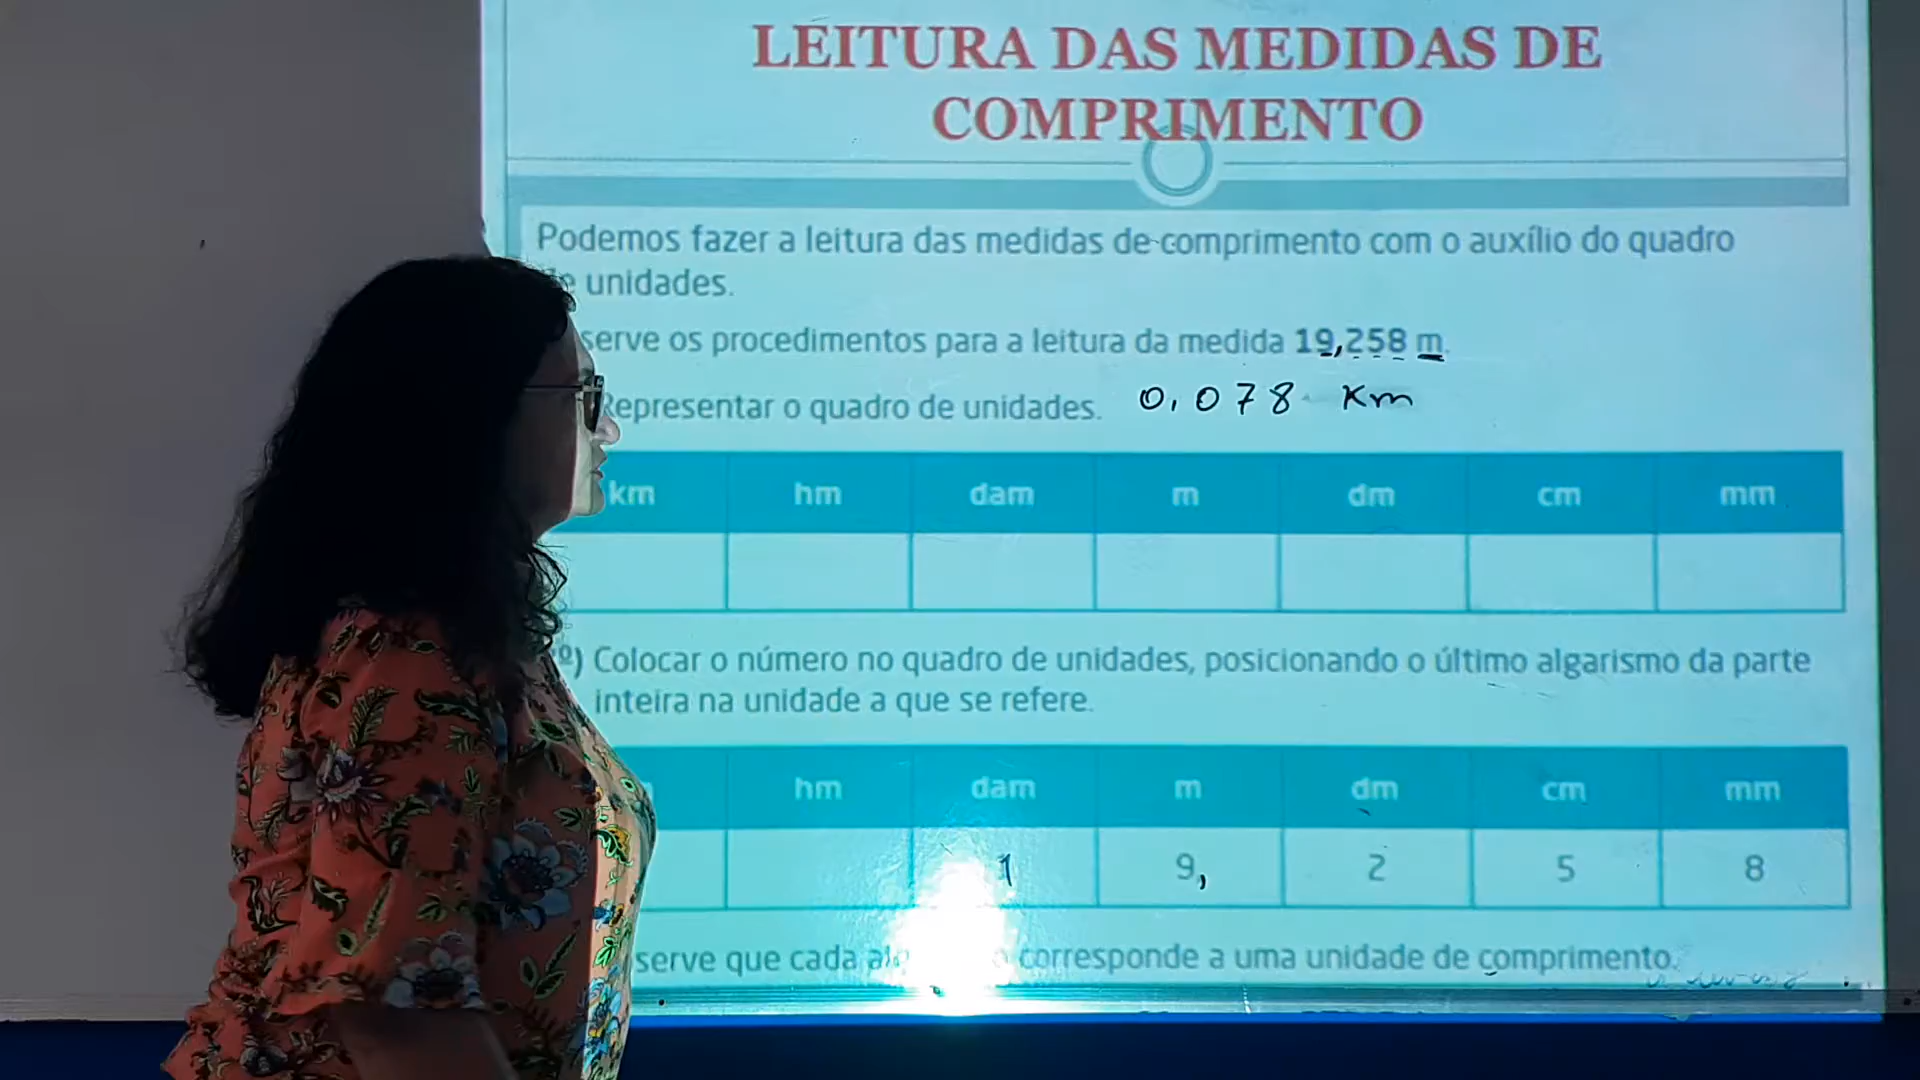 LEITURA DAS MEDIDAS DE
COMPRIMENTO
Podemos fazer a leitura das medidas de comprimento com o auxílio do quadro
unidades.
serve os procedimentos para a leitura da medida 19,258 m.
Representar o quadro de unidades. 0,078 Km
km hm dam m dm cm mm
º) Colocar o número no quadro de unidades, posicionando o último algarismo da parte
inteira na unidade a que se refere.
hm dam m dm cm mm
1 9, 2 5 8
serve que cada corresponde a uma unidade de comprimento.